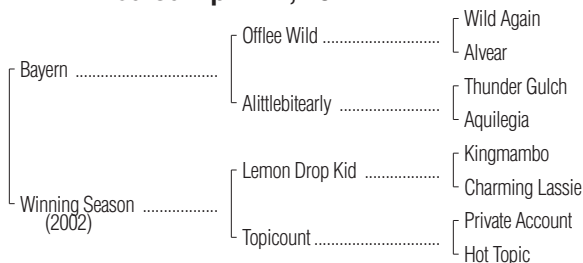 Wild Again
Offlee Wild ........................
Alvear
Bayern ..................................
Thunder Gulch
Alittlebitearly ........................
Aquilegia
Kingmambo
Lemon Drop Kid ..................
Charming Lassie
Winning Season ..................
(2002)
Private Account
Topicount ..............................
Hot Topic